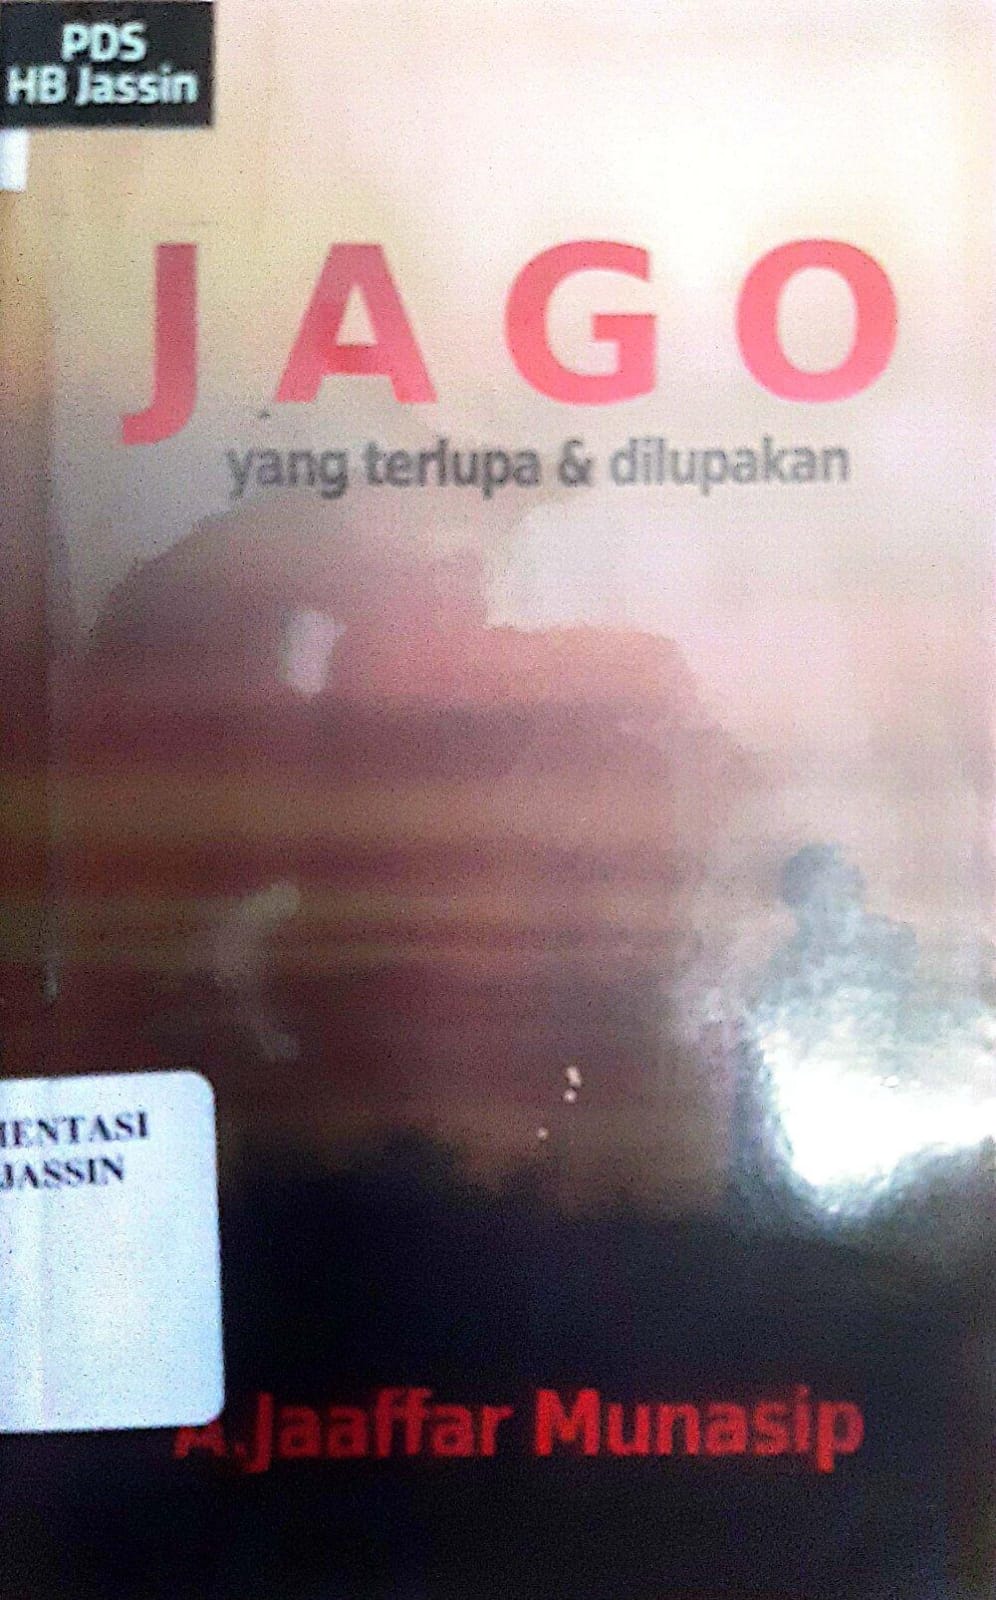 PDS
HB Jassin
JAGO
yang terlupa & dilupakan
MENTASI
JASSIN
A.Jaaffar Munasip